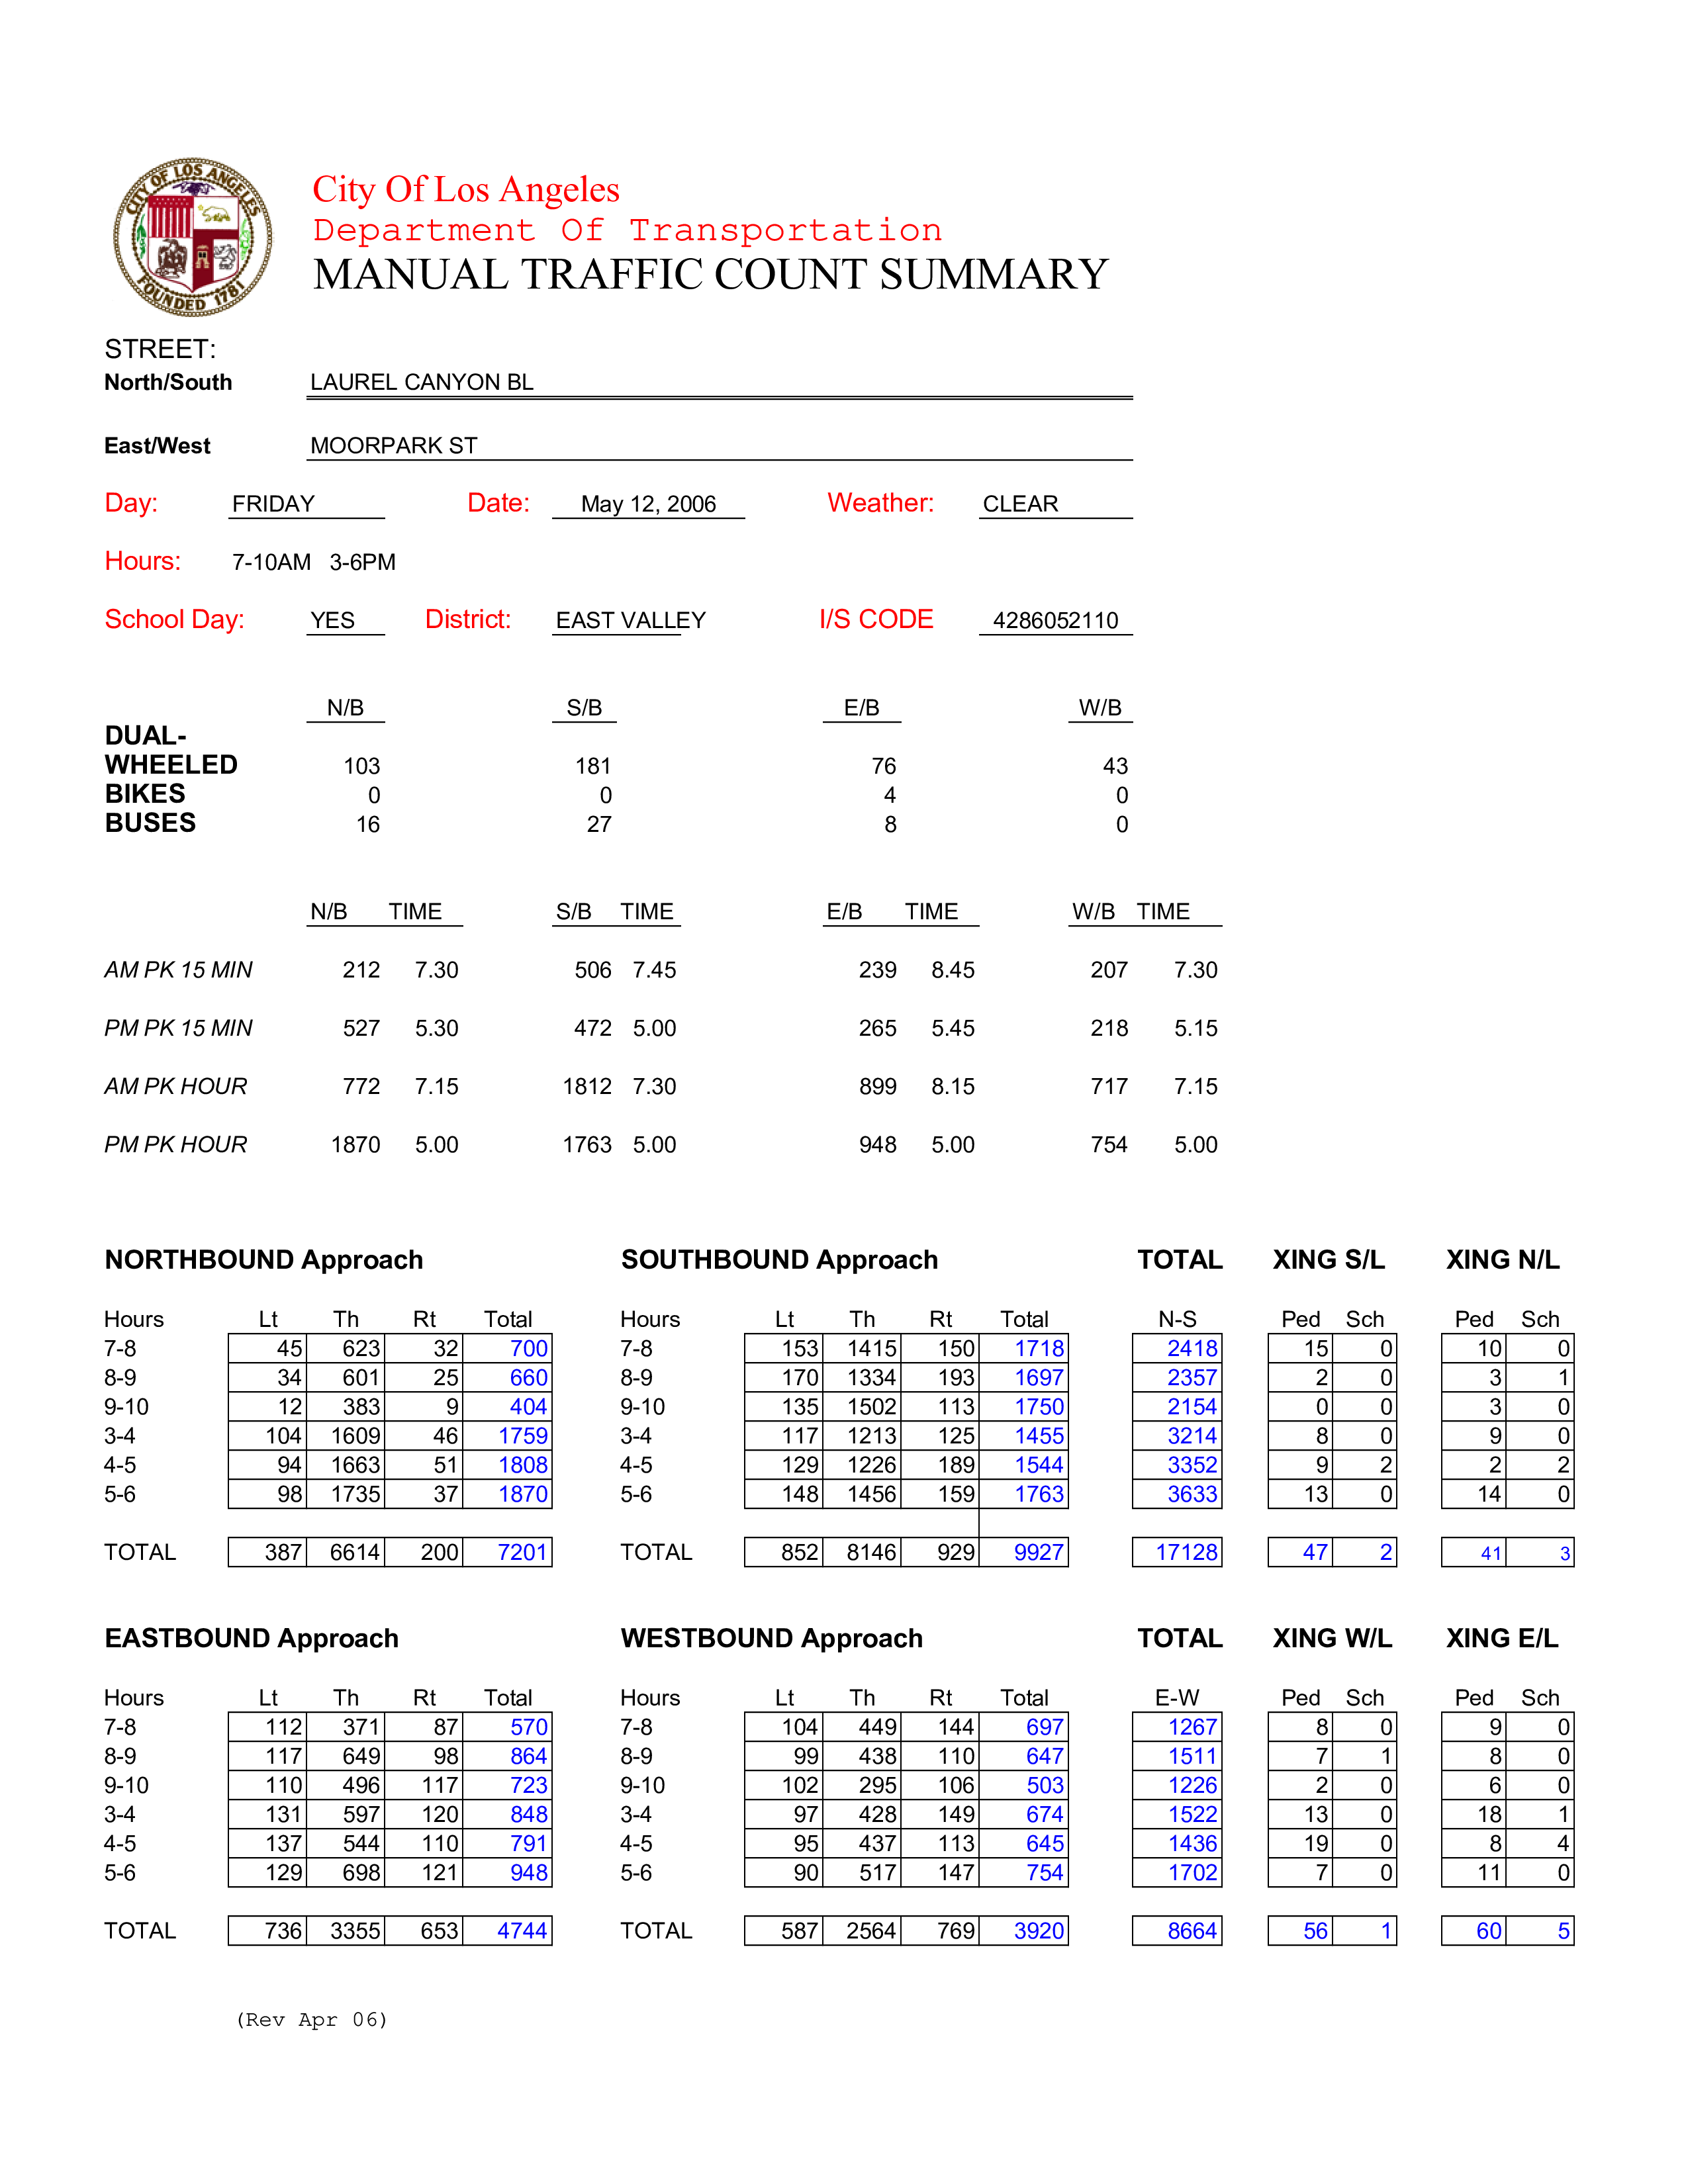 CITY OF LOS ANGELES
FOUNDED 1781
City Of Los Angeles
Department Of Transportation
MANUAL TRAFFIC COUNT SUMMARY
STREET:
North/South LAUREL CANYON BL
East/West MOORPARK ST
Day: FRIDAY Date: May 12, 2006 Weather: CLEAR
Hours: 7-10AM 3-6PM
School Day: YES District: EAST VALLEY I/S CODE 4286052110
N/B S/B E/B W/B
DUAL-
WHEELED 103 181 76 43
BIKES 0 0 4 0
BUSES 16 27 8 0
N/B TIME S/B TIME E/B TIME W/B TIME
AM PK 15 MIN 212 7.30 506 7.45 239 8.45 207 7.30
PM PK 15 MIN 527 5.30 472 5.00 265 5.45 218 5.15
AM PK HOUR 772 7.15 1812 7.30 899 8.15 717 7.15
PM PK HOUR 1870 5.00 1763 5.00 948 5.00 754 5.00
NORTHBOUND Approach SOUTHBOUND Approach TOTAL XING S/L XING N/L
Hours Lt Th Rt Total Hours Lt Th Rt Total N-S Ped Sch Ped Sch
7-8 45 623 32 700 7-8 153 1415 150 1718 2418 15 0 10 0
8-9 34 601 25 660 8-9 170 1334 193 1697 2357 2 0 3 1
9-10 12 383 9 404 9-10 135 1502 113 1750 2154 0 0 3 0
3-4 104 1609 46 1759 3-4 117 1213 125 1455 3214 8 0 9 0
4-5 94 1663 51 1808 4-5 129 1226 189 1544 3352 9 2 2 2
5-6 98 1735 37 1870 5-6 148 1456 159 1763 3633 13 0 14 0
TOTAL 387 6614 200 7201 TOTAL 852 8146 929 9927 17128 47 2 41 3
EASTBOUND Approach WESTBOUND Approach TOTAL XING W/L XING E/L
Hours Lt Th Rt Total Hours Lt Th Rt Total E-W Ped Sch Ped Sch
7-8 112 371 87 570 7-8 104 449 144 697 1267 8 0 9 0
8-9 117 649 98 864 8-9 99 438 110 647 1511 7 1 8 0
9-10 110 496 117 723 9-10 102 295 106 503 1226 2 0 6 0
3-4 131 597 120 848 3-4 97 428 149 674 1522 13 0 18 1
4-5 137 544 110 791 4-5 95 437 113 645 1436 19 0 8 4
5-6 129 698 121 948 5-6 90 517 147 754 1702 7 0 11 0
TOTAL 736 3355 653 4744 TOTAL 587 2564 769 3920 8664 56 1 60 5
(Rev Apr 06)